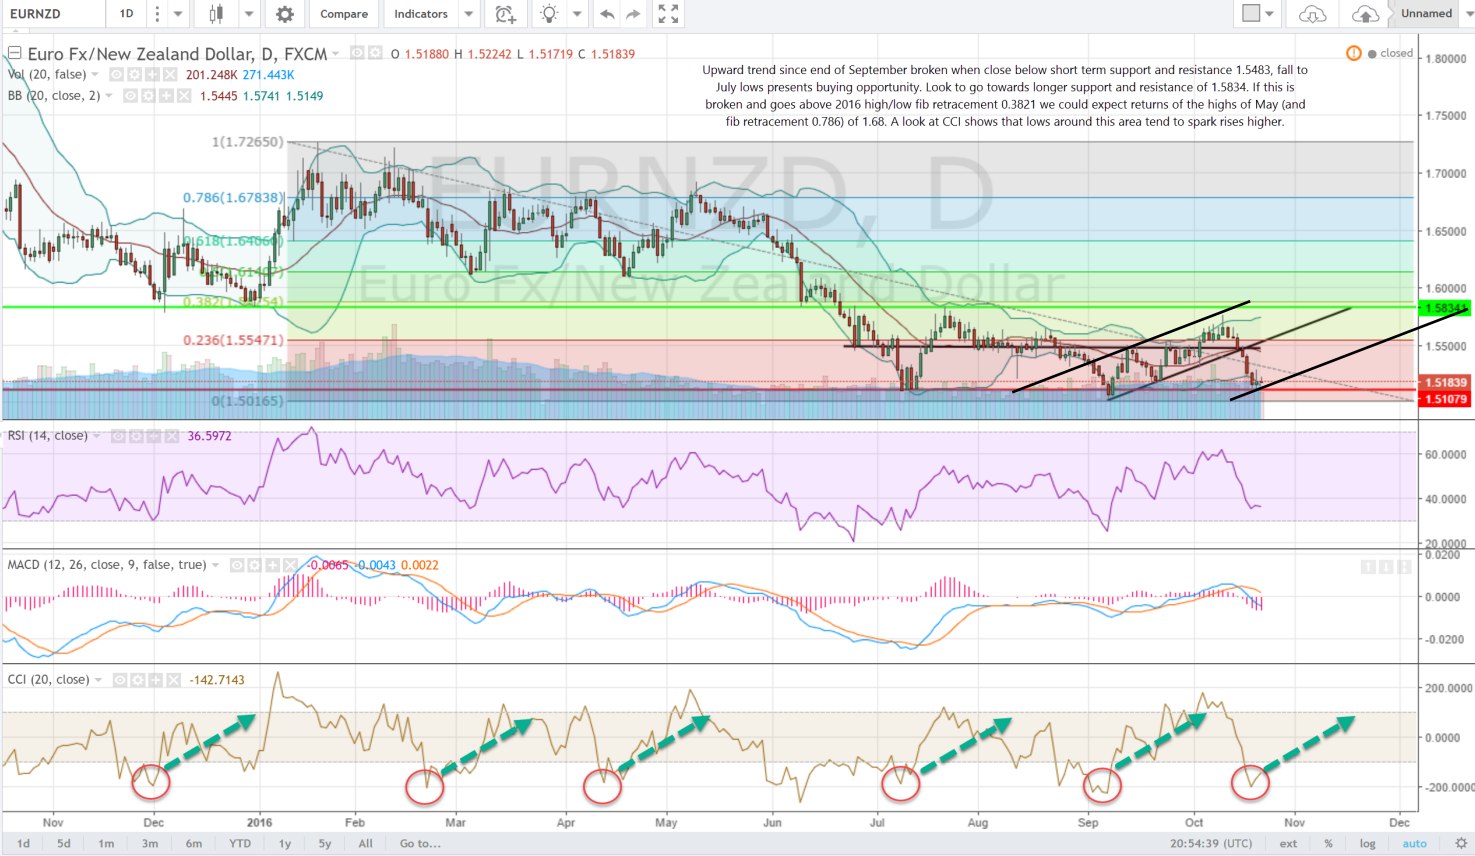 EURNZD
1D
Compare
Indicators
Unnamed
Euro Fx/New Zealand Dollar, D, FXCM
O 1.51880 H 1.52242 L 1.51719 C 1.51839
closed
Vol (20, false)
201.248K 271.443K
BB (20, close, 2)
1.5445 1.5741 1.5149
Upward trend since end of September broken when close below short term support and resistance 1.5483, fall to
July lows presents buying opportunity. Look to go towards longer support and resistance of 1.5834. If this is
broken and goes above 2016 high/low fib retracement 0.3821 we could expect returns of the highs of May (and
fib retracement 0.786) of 1.68. A look at CCI shows that lows around this area tend to spark rises higher.
EURNZD, D
Euro Fx/New Zealand Dollar
1(1.72650)
0.786(1.67838)
0.236(1.55471)
0(1.50165)
1.80000
1.75000
1.70000
1.65000
1.60000
1.58341
1.55000
1.51839
1.51079
RSI (14, close)
36.5972
60.0000
40.0000
20.0000
MACD (12, 26, close, 9, false, true)
-0.0065 -0.0043 0.0022
0.0200
0.0000
-0.0200
CCI (20, close)
-142.7143
200.0000
0.0000
-200.0000
Nov Dec 2016 Feb Mar Apr May Jun Jul Aug Sep Oct Nov Dec
1d 5d 1m 3m 6m YTD 1y 5y All Go to...
20:54:39 (UTC) ext % log auto